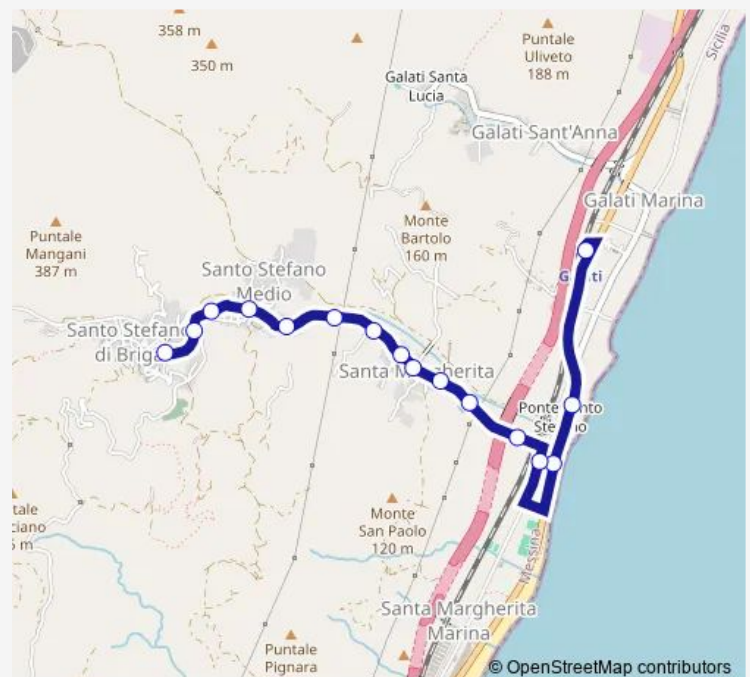 358 m
350 m
Puntale
Uliveto
188 m
Sicilia
Galati Santa
Lucia
Galati Sant'Anna
Galati Marina
Monte
Bartolo
160 m
Puntale
Mangani
387 m
Santo Stefano
Medio
Santo Stefano
Santa Margherita
Ponte
Monte
San Paolo
120 m
Messina
Santa Margherita
Marina
Puntale
Pignara
© OpenStreetMap contributors